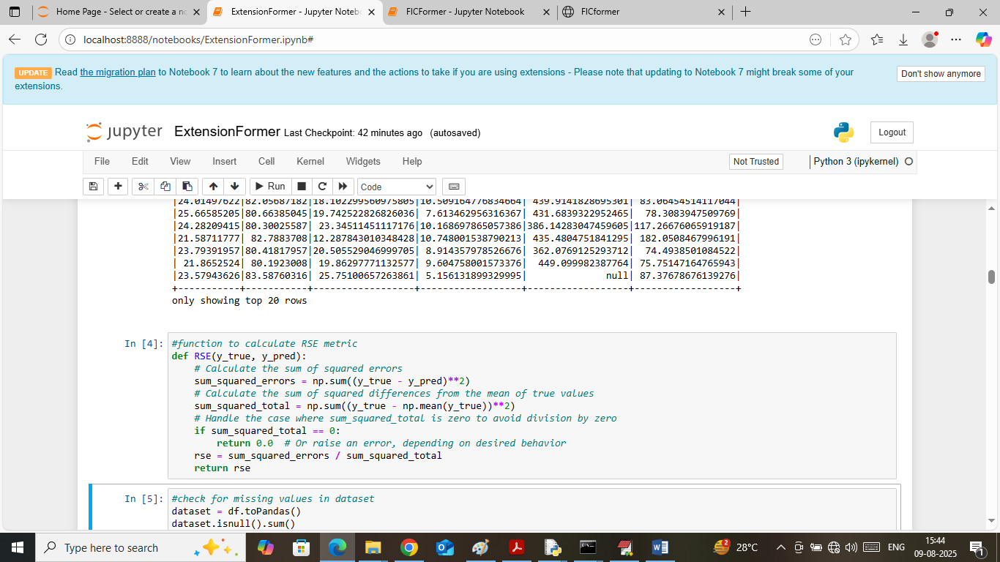 Home Page - Select or create a no
ExtensionFormer - Jupyter Noteb
FICFormer - Jupyter Notebook
FICformer
localhost:8888/notebooks/ExtensionFormer.ipynb#
UPDATE Read the migration plan to Notebook 7 to learn about the new features and the actions to take if you are using extensions - Please note that updating to Notebook 7 might break some of your
extensions.
Don't show anymore
jupyter ExtensionFormer Last Checkpoint: 42 minutes ago (autosaved)
Logout
File Edit View Insert Cell Kernel Widgets Help
Not Trusted
Python 3 (ipykernel)
Run
Code
|24.01497622|82.05687182|18.102299560975805|10.509164776834664| 439.9141828695301| 83.06454514117044|
|25.66585205|80.66385045|19.742522826826036| 7.613462956316367| 431.6839322952465| 78.3083947509769|
|24.28209415|80.30025587| 23.34511451117176|10.168697865057386|386.14283047459605|117.26676065919187|
|21.58711777| 82.7883708|12.287843010348428|10.748001538790213| 435.4804751841295| 182.0508467996191|
|23.79391957|80.41817957|20.505529046999705| 8.914357978526676| 362.0769125293712| 74.4938501084522|
| 21.8652524| 80.1923008| 19.86297771132577| 9.604758001573376| 449.099982387764| 75.75147164765943|
|23.57943626|83.58760316| 25.75100657263861| 5.156131899329995| null| 87.37678676139276|
+-----------+-----------+------------------+------------------+------------------+------------------+
only showing top 20 rows
In [4]:
#function to calculate RSE metric
def RSE(y_true, y_pred):
    # Calculate the sum of squared errors
    sum_squared_errors = np.sum((y_true - y_pred)**2)
    # Calculate the sum of squared differences from the mean of true values
    sum_squared_total = np.sum((y_true - np.mean(y_true))**2)
    # Handle the case where sum_squared_total is zero to avoid division by zero
    if sum_squared_total == 0:
        return 0.0  # Or raise an error, depending on desired behavior
    rse = sum_squared_errors / sum_squared_total
    return rse
In [5]:
#check for missing values in dataset
dataset = df.toPandas()
dataset.isnull().sum()
Type here to search
2
28°C
ENG
15:44
09-08-2025
1